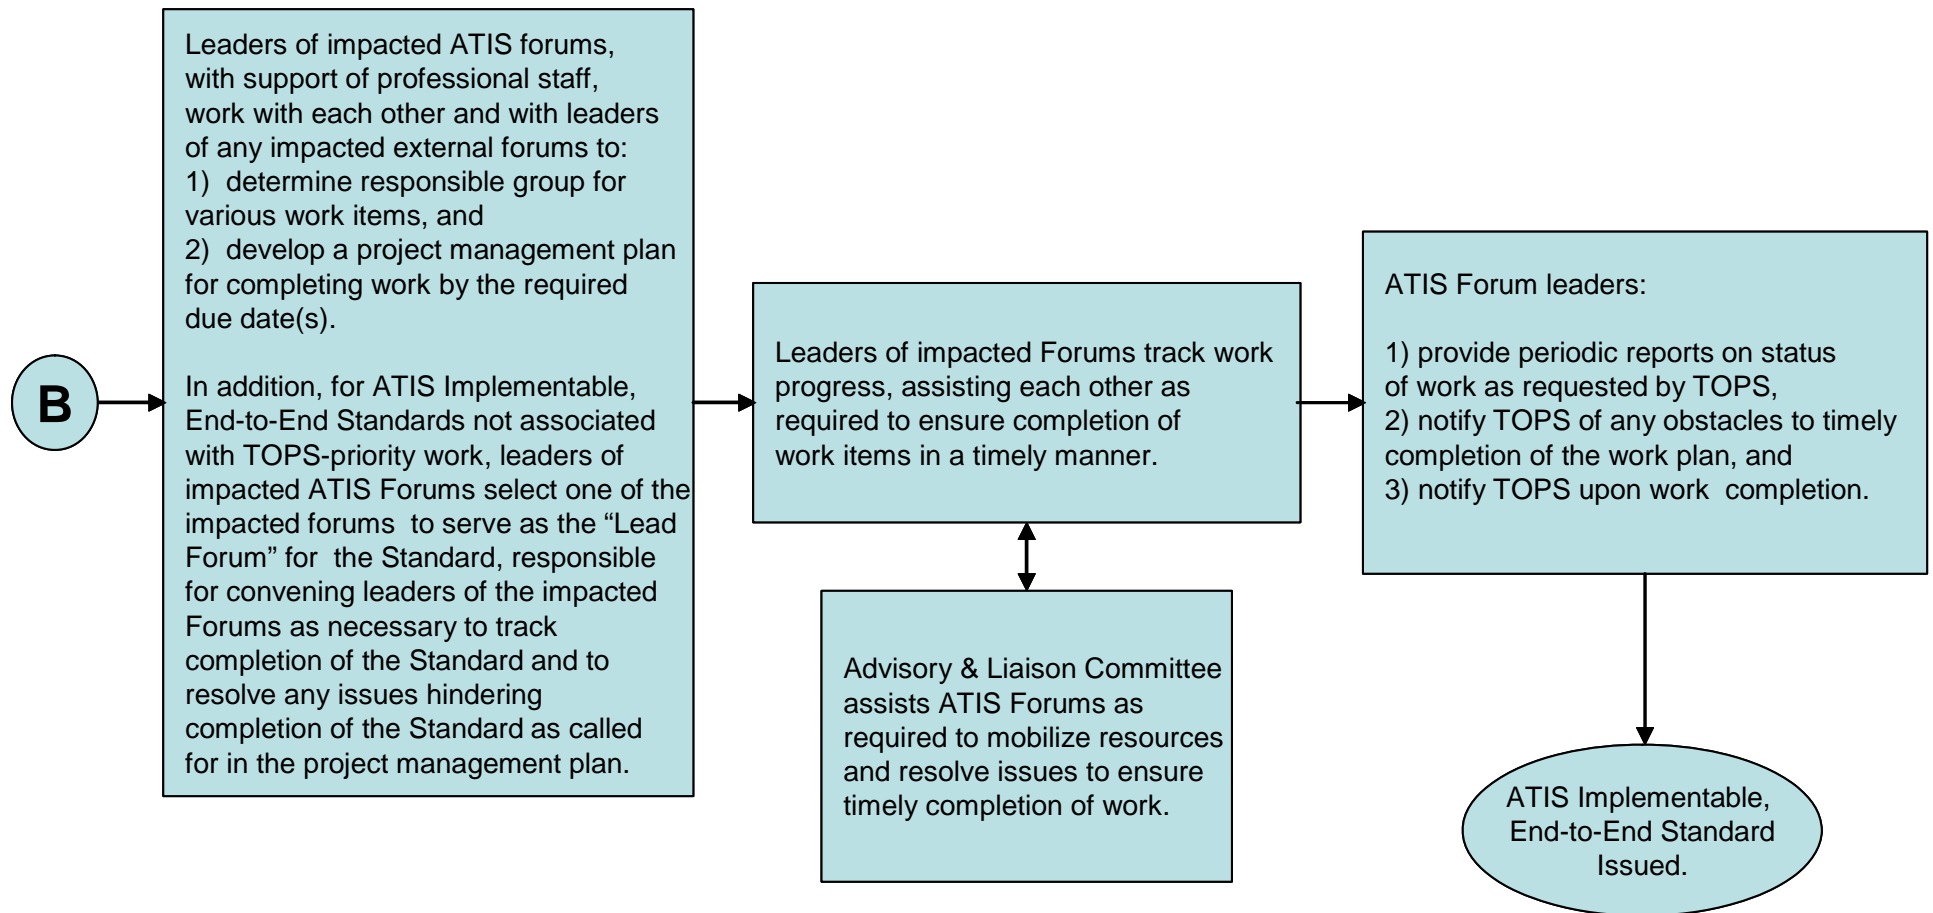 B
Leaders of impacted ATIS forums,
with support of professional staff,
work with each other and with leaders
of any impacted external forums to:
1) determine responsible group for
various work items, and
2) develop a project management plan
for completing work by the required
due date(s).
In addition, for ATIS Implementable,
End-to-End Standards not associated
with TOPS-priority work, leaders of
impacted ATIS Forums select one of the
impacted forums to serve as the “Lead
Forum” for the Standard, responsible
for convening leaders of the impacted
Forums as necessary to track
completion of the Standard and to
resolve any issues hindering
completion of the Standard as called
for in the project management plan.
Leaders of impacted Forums track work
progress, assisting each other as
required to ensure completion of
work items in a timely manner.
Advisory & Liaison Committee
assists ATIS Forums as
required to mobilize resources
and resolve issues to ensure
timely completion of work.
ATIS Forum leaders:
1) provide periodic reports on status
of work as requested by TOPS,
2) notify TOPS of any obstacles to timely
completion of the work plan, and
3) notify TOPS upon work completion.
ATIS Implementable,
End-to-End Standard
Issued.